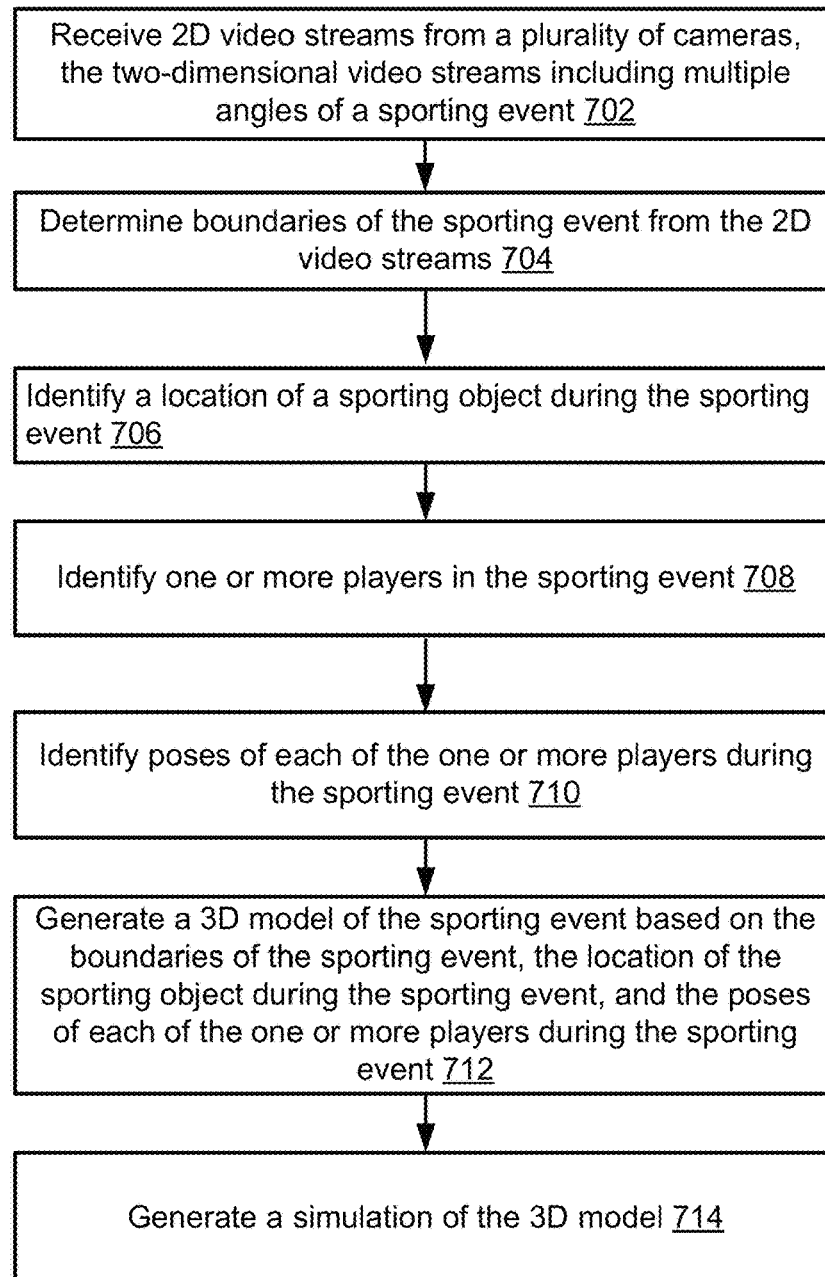 Receive 2D video streams from a plurality of cameras,
the two-dimensional video streams including multiple
angles of a sporting event 702
Determine boundaries of the sporting event from the 2D
video streams 704
Identify a location of a sporting object during the sporting
event 706
Identify one or more players in the sporting event 708
Identify poses of each of the one or more players during
the sporting event 710
Generate a 3D model of the sporting event based on the
boundaries of the sporting event, the location of the
sporting object during the sporting event, and the poses
of each of the one or more players during the sporting
event 712
Generate a simulation of the 3D model 714